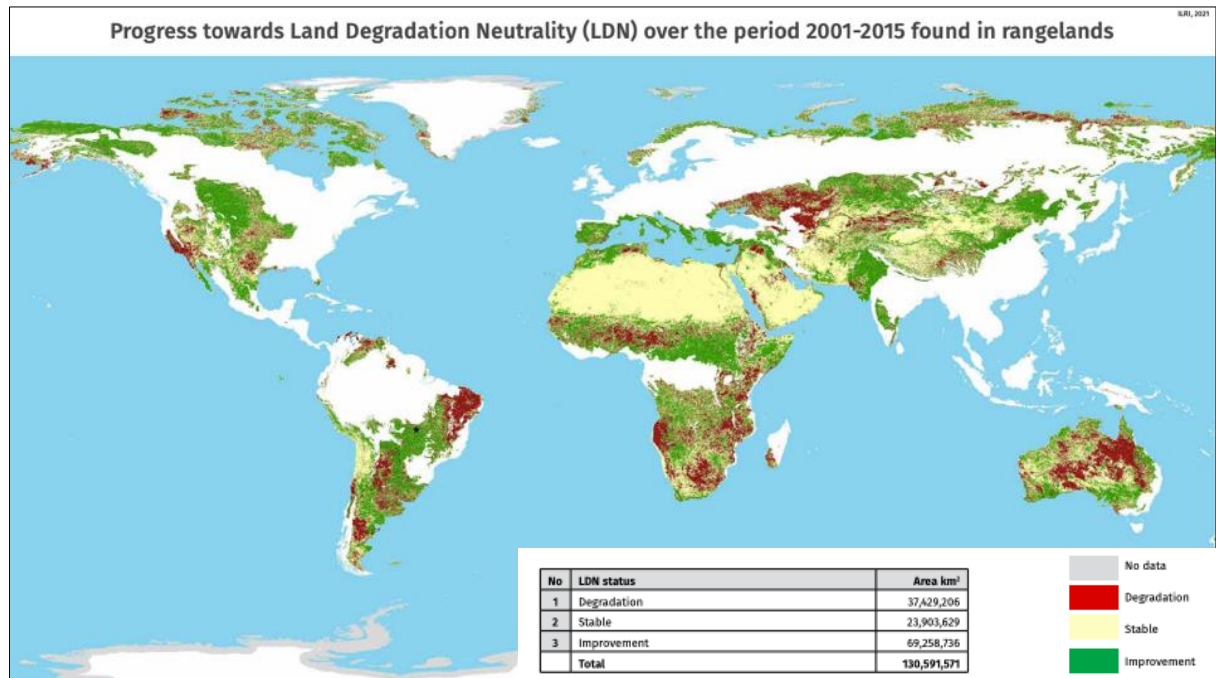 ILRI, 2021
Progress towards Land Degradation Neutrality (LDN) over the period 2001-2015 found in rangelands
No LDN status Area km²
1 Degradation 37,429,206
2 Stable 23,903,629
3 Improvement 69,258,736
Total 130,591,571
No data
Degradation
Stable
Improvement